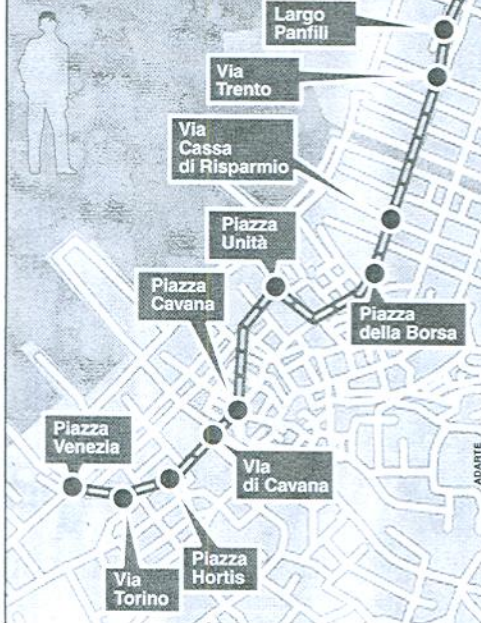 Largo
Panfili
Via
Trento
Via
Cassa
di Risparmio
Piazza
Unità
Piazza
Cavana
Piazza
della Borsa
Piazza
Venezia
VIa
di Cavana
Piazza
Hortis
Via
Torino
ADARTE